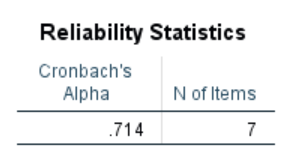 Reliability Statistics
Cronbach's
Alpha N of Items
.714 7